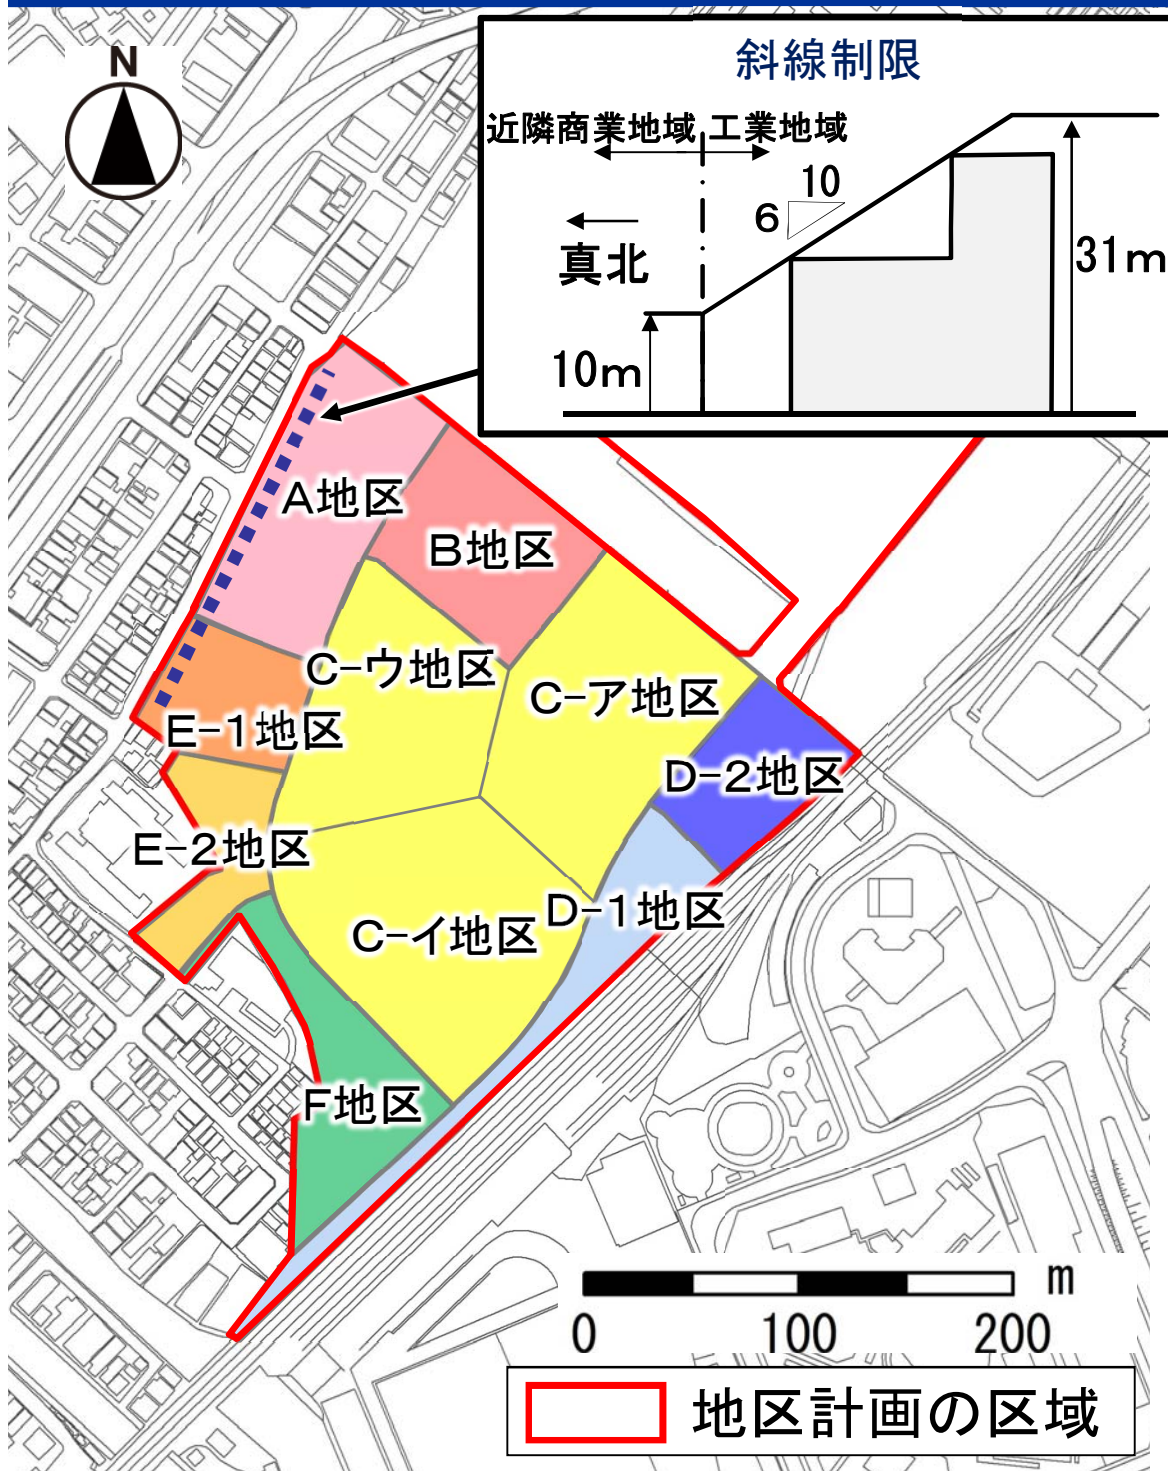 N
斜線制限
近隣商業地域 工業地域
10
6
真北
31m
10m
A地区
B地区
C-ウ地区
C-ア地区
E-1地区
D-2地区
E-2地区
D-1地区
C-イ地区
F地区
m
0 100 200
地区計画の区域